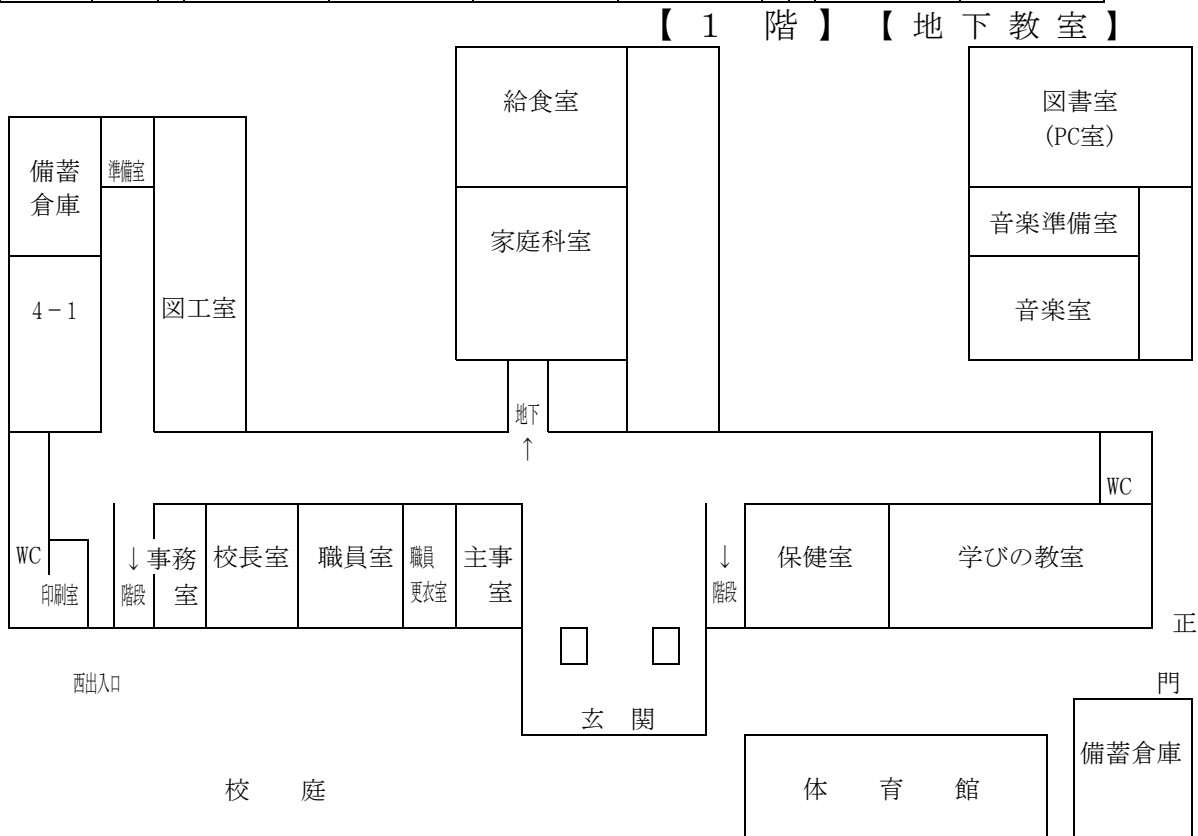 【 1 階 】 【 地 下 教 室 】
給食室
図書室
(PC室)
備蓄
倉庫
準備室
家庭科室
音楽準備室
4-1
図工室
音楽室
地下
↑
WC
WC
印刷室
↓
階段
事務
室
校長室
職員室
職員
更衣室
主事
室
↓
階段
保健室
学びの教室
正
門
西出入口
玄 関
備蓄倉庫
校 庭
体 育 館